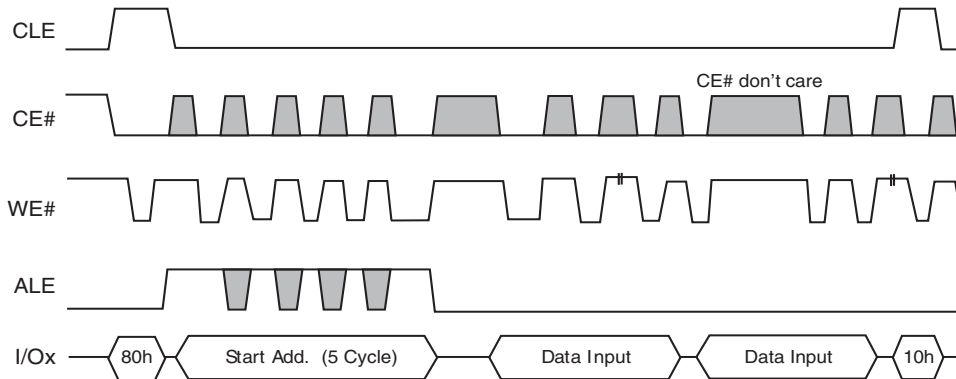 CLE
CE# don't care
CE#
WE#
ALE
I/Ox 80h Start Add. (5 Cycle) Data Input Data Input 10h